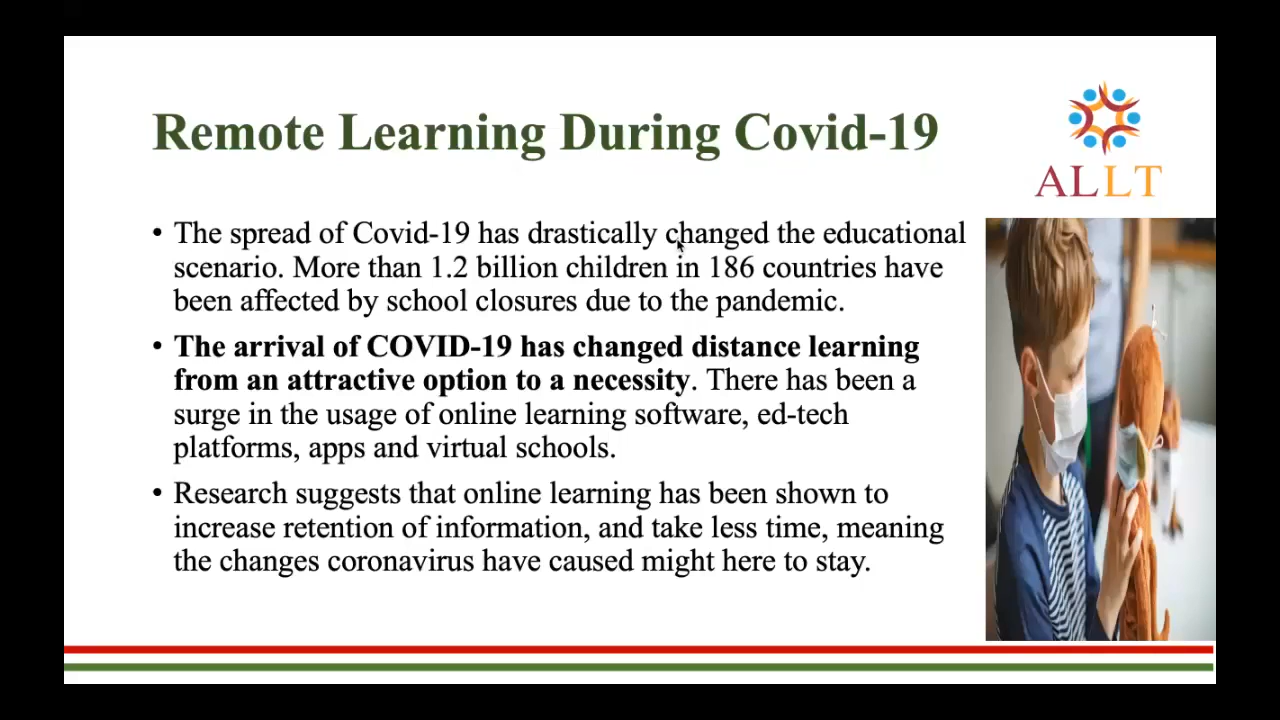 Remote Learning During Covid-19
ALLT
• The spread of Covid-19 has drastically changed the educational
scenario. More than 1.2 billion children in 186 countries have
been affected by school closures due to the pandemic.
• The arrival of COVID-19 has changed distance learning
from an attractive option to a necessity. There has been a
surge in the usage of online learning software, ed-tech
platforms, apps and virtual schools.
• Research suggests that online learning has been shown to
increase retention of information, and take less time, meaning
the changes coronavirus have caused might here to stay.